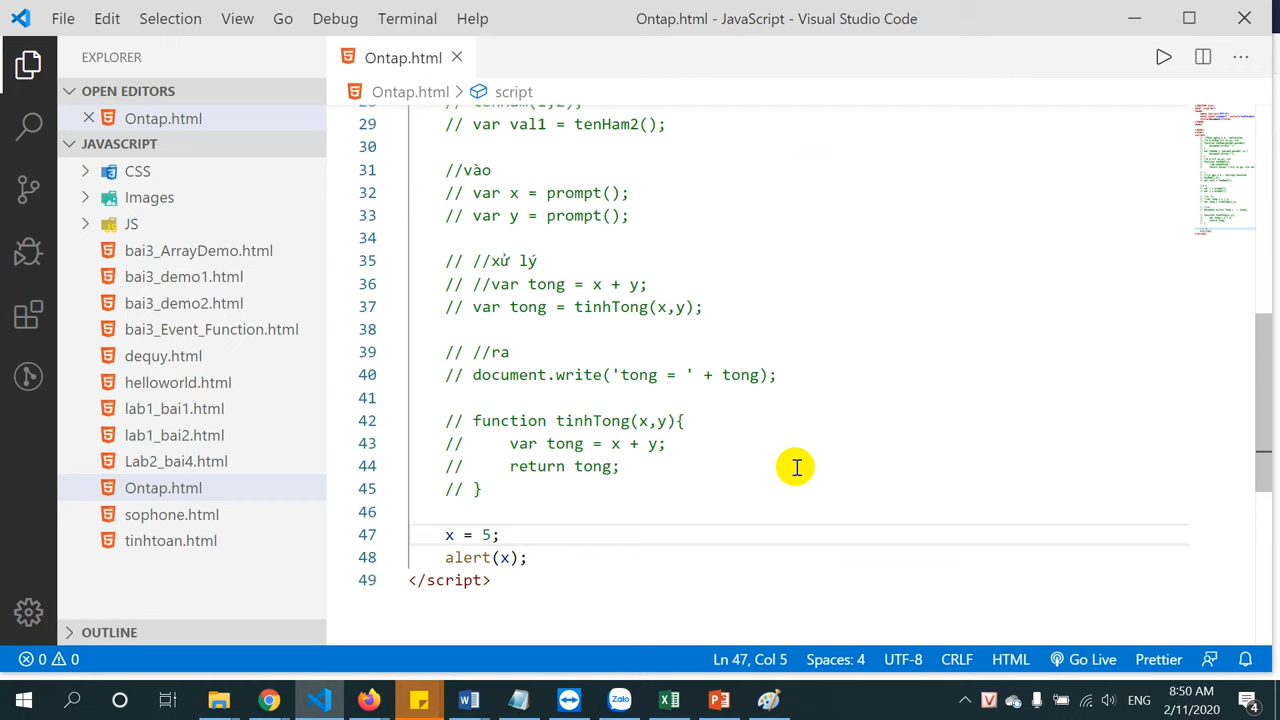 File Edit Selection View Go Debug Terminal Help Ontap.html - JavaScript - Visual Studio Code
EXPLORER
OPEN EDITORS
Ontap.html
JAVASCRIPT
CSS
Images
JS
bai3_ArrayDemo.html
bai3_demo1.html
bai3_demo2.html
bai3_Event_Function.html
dequy.html
helloworld.html
lab1_bai1.html
lab1_bai2.html
Lab2_bai4.html
Ontap.html
sophone.html
tinhtoan.html
OUTLINE
Ontap.html
Ontap.html > script
28 // tenHam(1,2);
29 // var val1 = tenHam2();
30
31 //vào
32 // var x = prompt();
33 // var y = prompt();
34
35 // //xử lý
36 // //var tong = x + y;
37 // var tong = tinhTong(x,y);
38
39 // //ra
40 // document.write('tong = ' + tong);
41
42 // function tinhTong(x,y){
43 //     var tong = x + y;
44 //     return tong;
45 // }
46
47 x = 5;
48 alert(x);
49 </script>
0 0 Ln 47, Col 5 Spaces: 4 UTF-8 CRLF HTML Go Live Prettier
Zalo V ENG 8:50 AM
2/11/2020 4